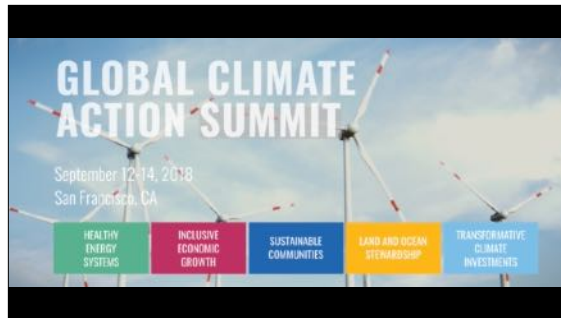 GLOBAL CLIMATE
ACTION SUMMIT
September 12-14, 2018
San Francisco, CA
HEALTHY
ENERGY
SYSTEMS
INCLUSIVE
ECONOMIC
GROWTH
SUSTAINABLE
COMMUNITIES
LAND AND OCEAN
STEWARDSHIP
TRANSFORMATIVE
CLIMATE
INVESTMENTS